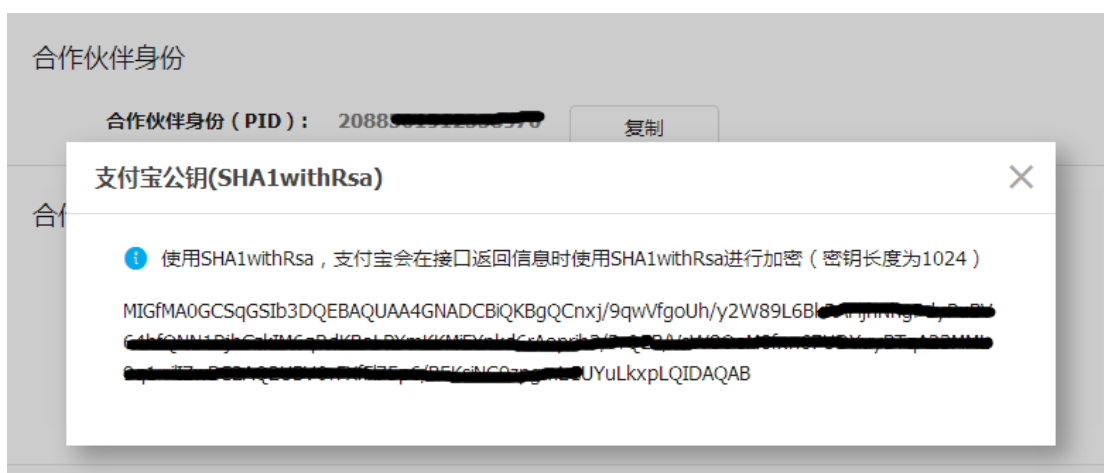 合作伙伴身份
合作伙伴身份（PID）： 2088
复制
支付宝公钥(SHA1withRsa)
合
使用SHA1withRsa，支付宝会在接口返回信息时使用SHA1withRsa进行加密（密钥长度为1024）
MIGfMA0GCSqGSIb3DQEBAQUAA4GNADCBiQKBgQCnxj/9qwVfgoUh/y2W89L6B
UYuLkxpLQIDAQAB